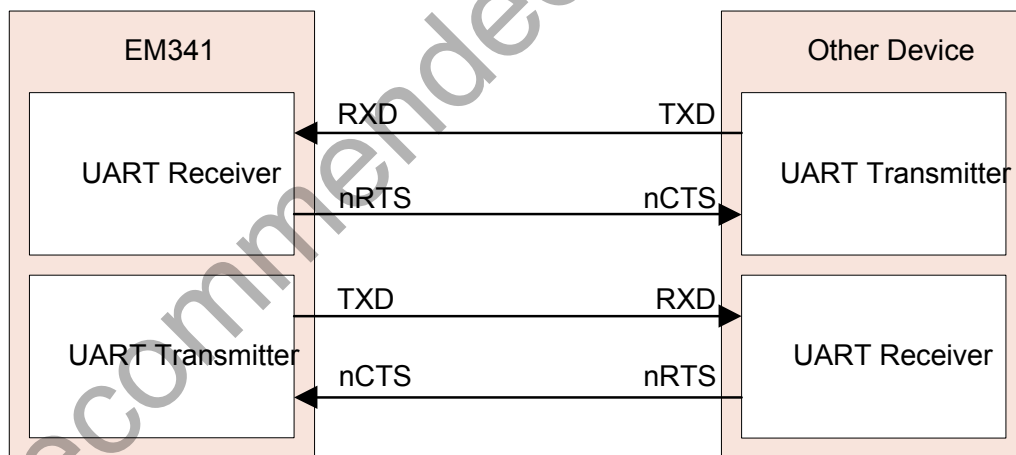 EM341
Other Device
RXD
TXD
UART Receiver
UART Transmitter
nRTS
nCTS
TXD
RXD
UART Transmitter
UART Receiver
nCTS
nRTS
ecommended